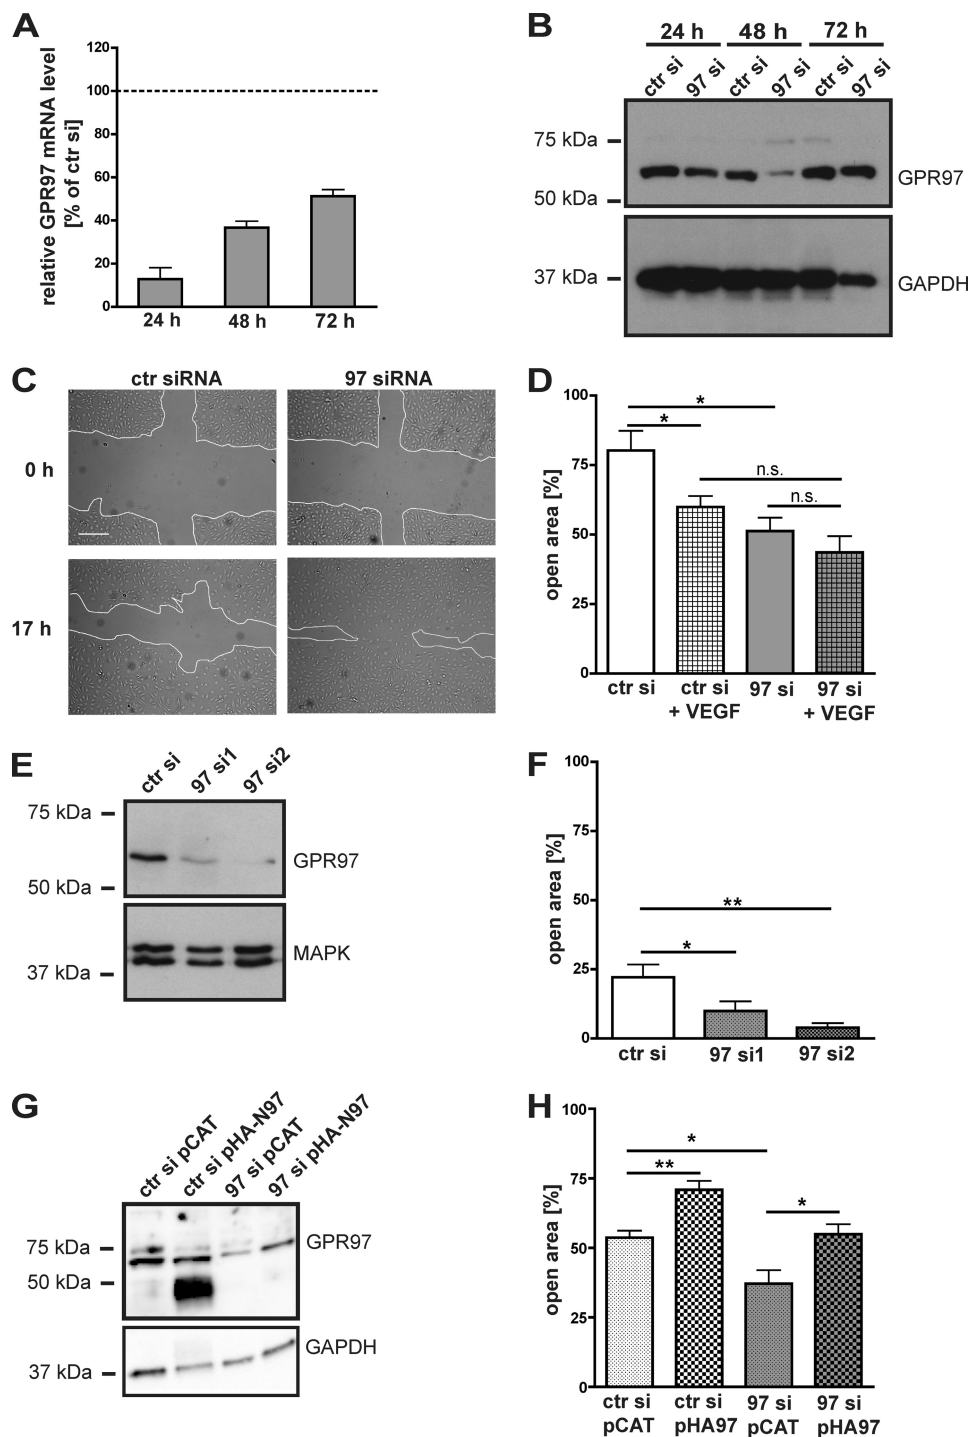 A
relative GPR97 mRNA level
[% of ctr si]
120
100
80
60
40
20
0
24 h
48 h
72 h
B
24 h
48 h
72 h
ctr si
97 si
ctr si
97 si
ctr si
97 si
75 kDa
50 kDa
GPR97
37 kDa
GAPDH
C
ctr siRNA
97 siRNA
0 h
17 h
D
open area [%]
100
75
50
25
0
*
*
n.s.
n.s.
ctr si
ctr si
+ VEGF
97 si
97 si
+ VEGF
E
ctr si
97 si1
97 si2
75 kDa
50 kDa
GPR97
37 kDa
MAPK
F
open area [%]
100
75
50
25
0
**
*
ctr si
97 si1
97 si2
G
ctr si pCAT
ctr si pHA-N97
97 si pCAT
97 si pHA-N97
75 kDa
50 kDa
GPR97
37 kDa
GAPDH
H
open area [%]
100
75
50
25
0
*
**
*
ctr si
pCAT
ctr si
pHA97
97 si
pCAT
97 si
pHA97